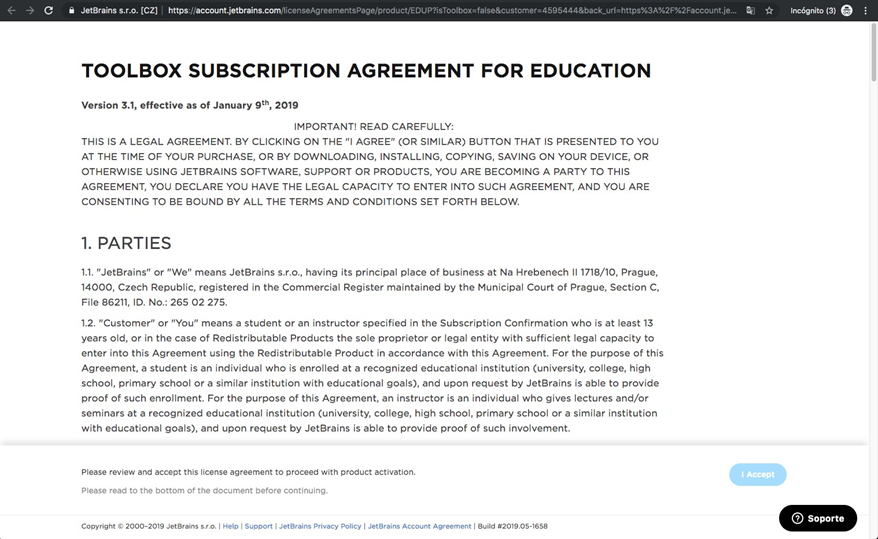 JetBrains s.r.o. [CZ] https://account.jetbrains.com/licenseAgreementsPage/product/EDUP?isToolbox=false&customer=4595444&back_url=https%3A%2F%2Faccount.je... Incógnito (3)
TOOLBOX SUBSCRIPTION AGREEMENT FOR EDUCATION
Version 3.1, effective as of January 9th, 2019
IMPORTANT! READ CAREFULLY:
THIS IS A LEGAL AGREEMENT. BY CLICKING ON THE "I AGREE" (OR SIMILAR) BUTTON THAT IS PRESENTED TO YOU
AT THE TIME OF YOUR PURCHASE, OR BY DOWNLOADING, INSTALLING, COPYING, SAVING ON YOUR DEVICE, OR
OTHERWISE USING JETBRAINS SOFTWARE, SUPPORT OR PRODUCTS, YOU ARE BECOMING A PARTY TO THIS
AGREEMENT, YOU DECLARE YOU HAVE THE LEGAL CAPACITY TO ENTER INTO SUCH AGREEMENT, AND YOU ARE
CONSENTING TO BE BOUND BY ALL THE TERMS AND CONDITIONS SET FORTH BELOW.
1. PARTIES
1.1. "JetBrains" or "We" means JetBrains s.r.o., having its principal place of business at Na Hrebenech II 1718/10, Prague,
14000, Czech Republic, registered in the Commercial Register maintained by the Municipal Court of Prague, Section C,
File 86211, ID. No.: 265 02 275.
1.2. "Customer" or "You" means a student or an instructor specified in the Subscription Confirmation who is at least 13
years old, or in the case of Redistributable Products the sole proprietor or legal entity with sufficient legal capacity to
enter into this Agreement using the Redistributable Product in accordance with this Agreement. For the purpose of this
Agreement, a student is an individual who is enrolled at a recognized educational institution (university, college, high
school, primary school or a similar institution with educational goals), and upon request by JetBrains is able to provide
proof of such enrollment. For the purpose of this Agreement, an instructor is an individual who gives lectures and/or
seminars at a recognized educational institution (university, college, high school, primary school or a similar institution
with educational goals), and upon request by JetBrains is able to provide proof of such involvement.
Please review and accept this license agreement to proceed with product activation.
I Accept
Please read to the bottom of the document before continuing.
Soporte
Copyright © 2000–2019 JetBrains s.r.o. | Help | Support | JetBrains Privacy Policy | JetBrains Account Agreement | Build #2019.05-1658